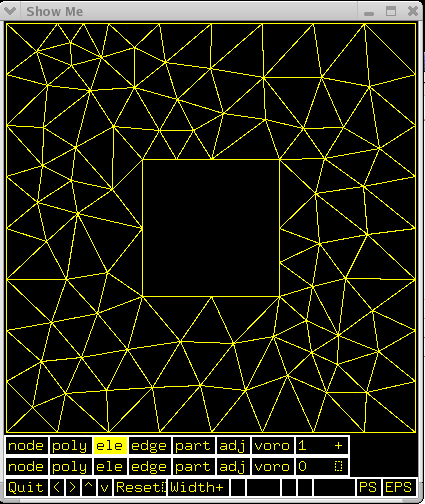 Show Me
node poly ele edge part adj voro 1 +
node poly ele edge part adj voro 0
Quit < > ^ v Reset Width+ PS EPS